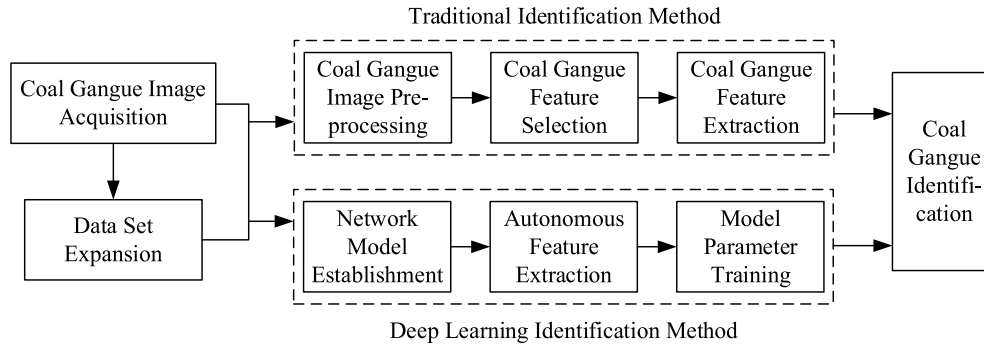 Traditional Identification Method
Coal Gangue Image
Acquisition
Data Set
Expansion
Coal Gangue
Image Pre-
processing
Coal Gangue
Feature
Selection
Coal Gangue
Feature
Extraction
Network
Model
Establishment
Autonomous
Feature
Extraction
Model
Parameter
Training
Coal
Gangue
Identifi-
cation
Deep Learning Identification Method